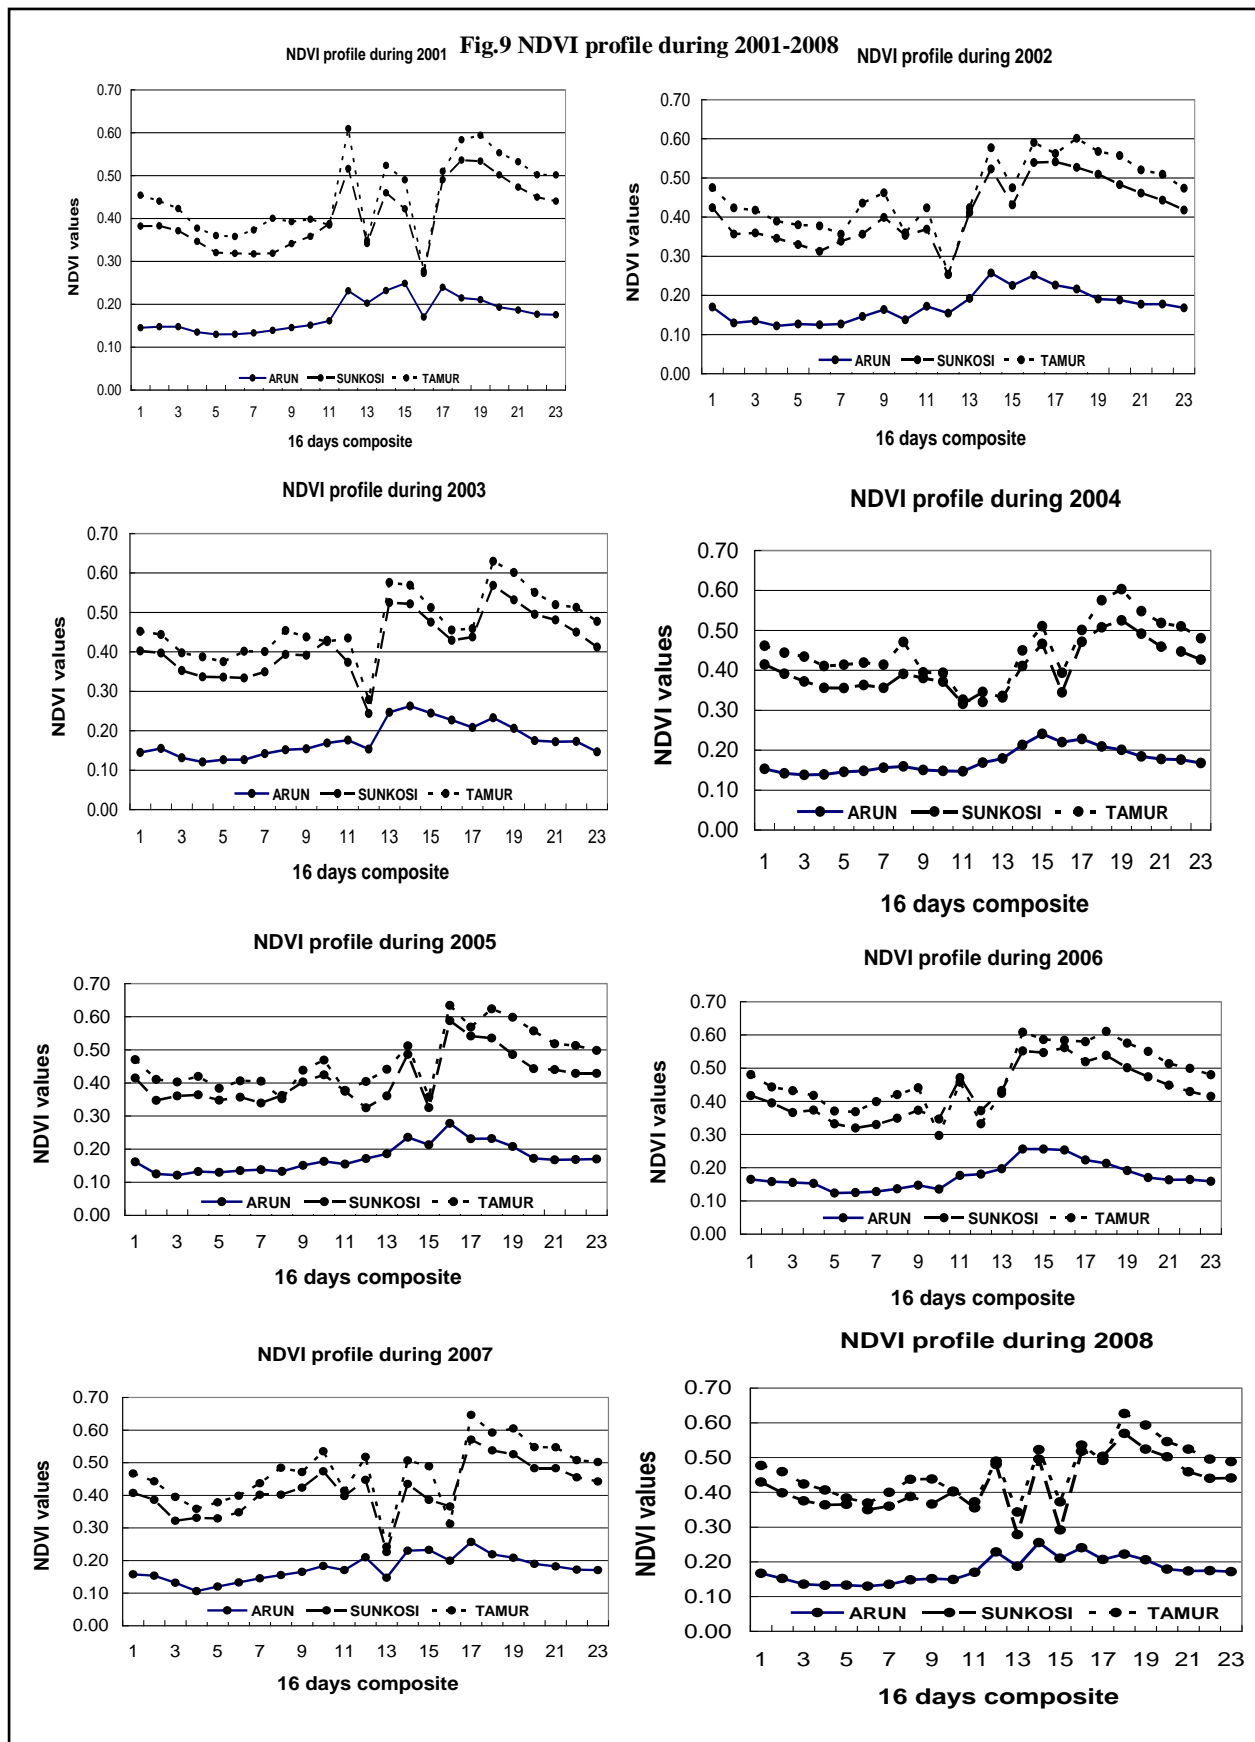 Fig.9 NDVI profile during 2001-2008
NDVI profile during 2001
NDVI values
0.70
0.60
0.50
0.40
0.30
0.20
0.10
0.00
ARUN SUNKOSI TAMUR
1 3 5 7 9 11 13 15 17 19 21 23
16 days composite
NDVI profile during 2002
NDVI values
0.70
0.60
0.50
0.40
0.30
0.20
0.10
0.00
ARUN SUNKOSI TAMUR
1 3 5 7 9 11 13 15 17 19 21 23
16 days composite
NDVI profile during 2003
NDVI values
0.70
0.60
0.50
0.40
0.30
0.20
0.10
0.00
ARUN SUNKOSI TAMUR
1 3 5 7 9 11 13 15 17 19 21 23
16 days composite
NDVI profile during 2004
NDVI values
0.70
0.60
0.50
0.40
0.30
0.20
0.10
0.00
ARUN SUNKOSI TAMUR
1 3 5 7 9 11 13 15 17 19 21 23
16 days composite
NDVI profile during 2005
NDVI values
0.70
0.60
0.50
0.40
0.30
0.20
0.10
0.00
ARUN SUNKOSI TAMUR
1 3 5 7 9 11 13 15 17 19 21 23
16 days composite
NDVI profile during 2006
NDVI values
0.70
0.60
0.50
0.40
0.30
0.20
0.10
0.00
ARUN SUNKOSI TAMUR
1 3 5 7 9 11 13 15 17 19 21 23
16 days composite
NDVI profile during 2007
NDVI values
0.70
0.60
0.50
0.40
0.30
0.20
0.10
0.00
ARUN SUNKOSI TAMUR
1 3 5 7 9 11 13 15 17 19 21 23
16 days composite
NDVI profile during 2008
NDVI values
0.70
0.60
0.50
0.40
0.30
0.20
0.10
0.00
ARUN SUNKOSI TAMUR
1 3 5 7 9 11 13 15 17 19 21 23
16 days composite